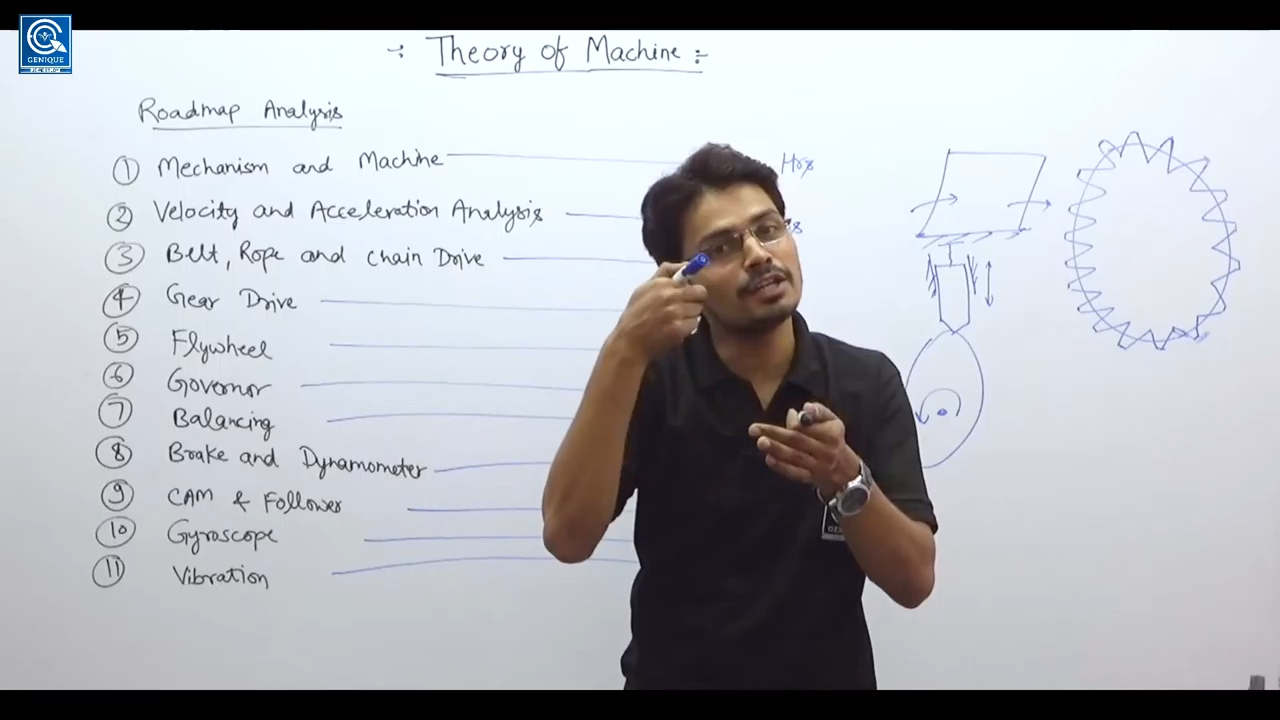 GENIQUE
-: Theory of Machine :-
Roadmap Analysis
① Mechanism and Machine Hrs
② Velocity and Acceleration Analysis
③ Belt, Rope and chain Drive
④ Gear Drive
⑤ Flywheel
⑥ Governor
⑦ Balancing
⑧ Brake and Dynamometer
⑨ CAM & Follower
⑩ Gyroscope
⑪ Vibration